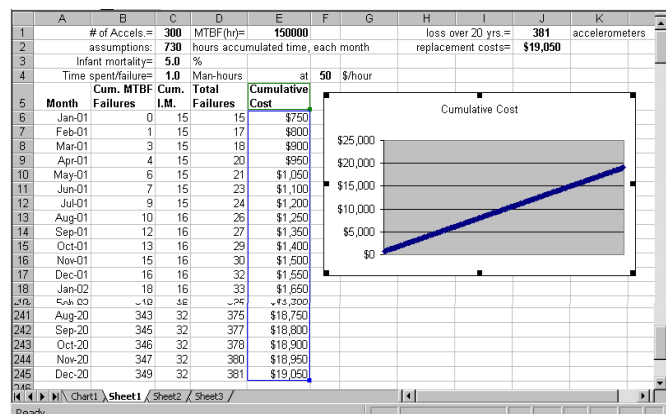 A B C D E F G H I J K
1 # of Accels.= 300 MTBF(hr)= 150000 loss over 20 yrs.= 381 accelerometers
2 assumptions: 730 hours accumulated time, each month replacement costs= $19,050
3 Infant mortality= 5.0 %
4 Time spent/failure= 1.0 Man-hours at 50 $/hour
Cum. MTBF Cum. Total Cumulative
5 Month Failures I.M. Failures Cost
6 Jan-01 0 15 15 $750
7 Feb-01 1 15 17 $800
8 Mar-01 3 15 18 $900
9 Apr-01 4 15 20 $950
10 May-01 6 15 21 $1,050
11 Jun-01 7 15 23 $1,100
12 Jul-01 9 15 24 $1,200
13 Aug-01 10 16 26 $1,250
14 Sep-01 12 16 27 $1,350
15 Oct-01 13 16 29 $1,400
16 Nov-01 15 16 30 $1,500
17 Dec-01 16 16 32 $1,550
18 Jan-02 18 16 33 $1,650
241 Aug-20 343 32 375 $18,750
242 Sep-20 345 32 377 $18,800
243 Oct-20 346 32 378 $18,900
244 Nov-20 347 32 380 $18,950
245 Dec-20 349 32 381 $19,050
Cumulative Cost
$25,000
$20,000
$15,000
$10,000
$5,000
$0
Chart1 Sheet1 Sheet2 Sheet3